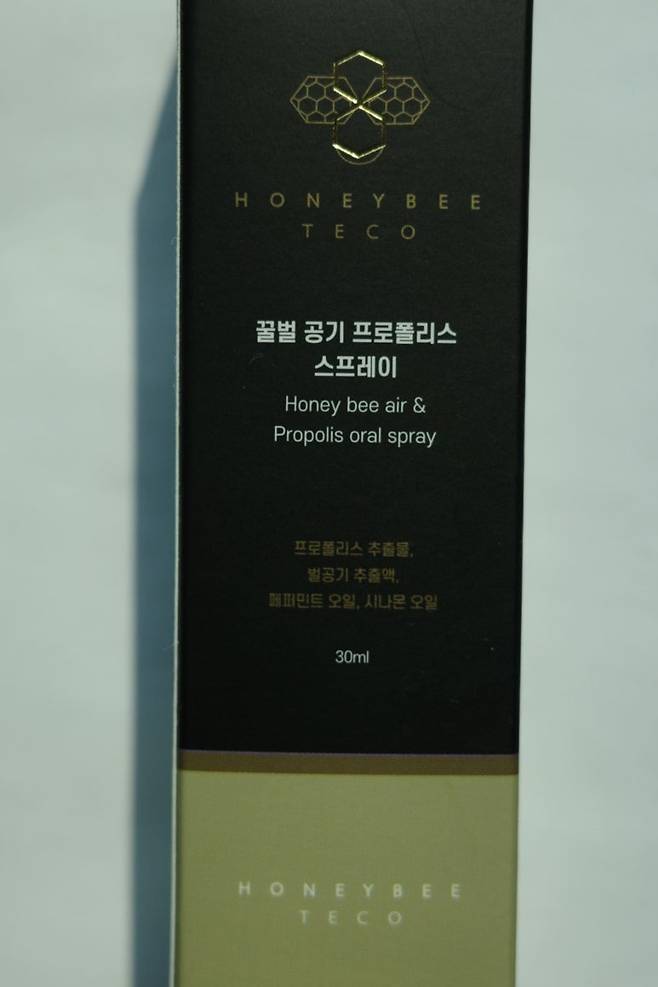 HONEYBEE
TECO
꿀벌 공기 프로폴리스
스프레이
Honey bee air &
Propolis oral spray
프로폴리스 추출물,
벌공기 추출액,
페퍼민트 오일, 시나몬 오일
30ml
HONEYBEE
TECO